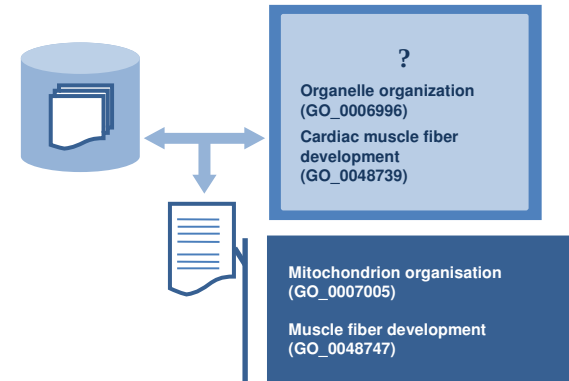 ?
Organelle organization
(GO_0006996)
Cardiac muscle fiber
development
(GO_0048739)
Mitochondrion organisation
(GO_0007005)
Muscle fiber development
(GO_0048747)